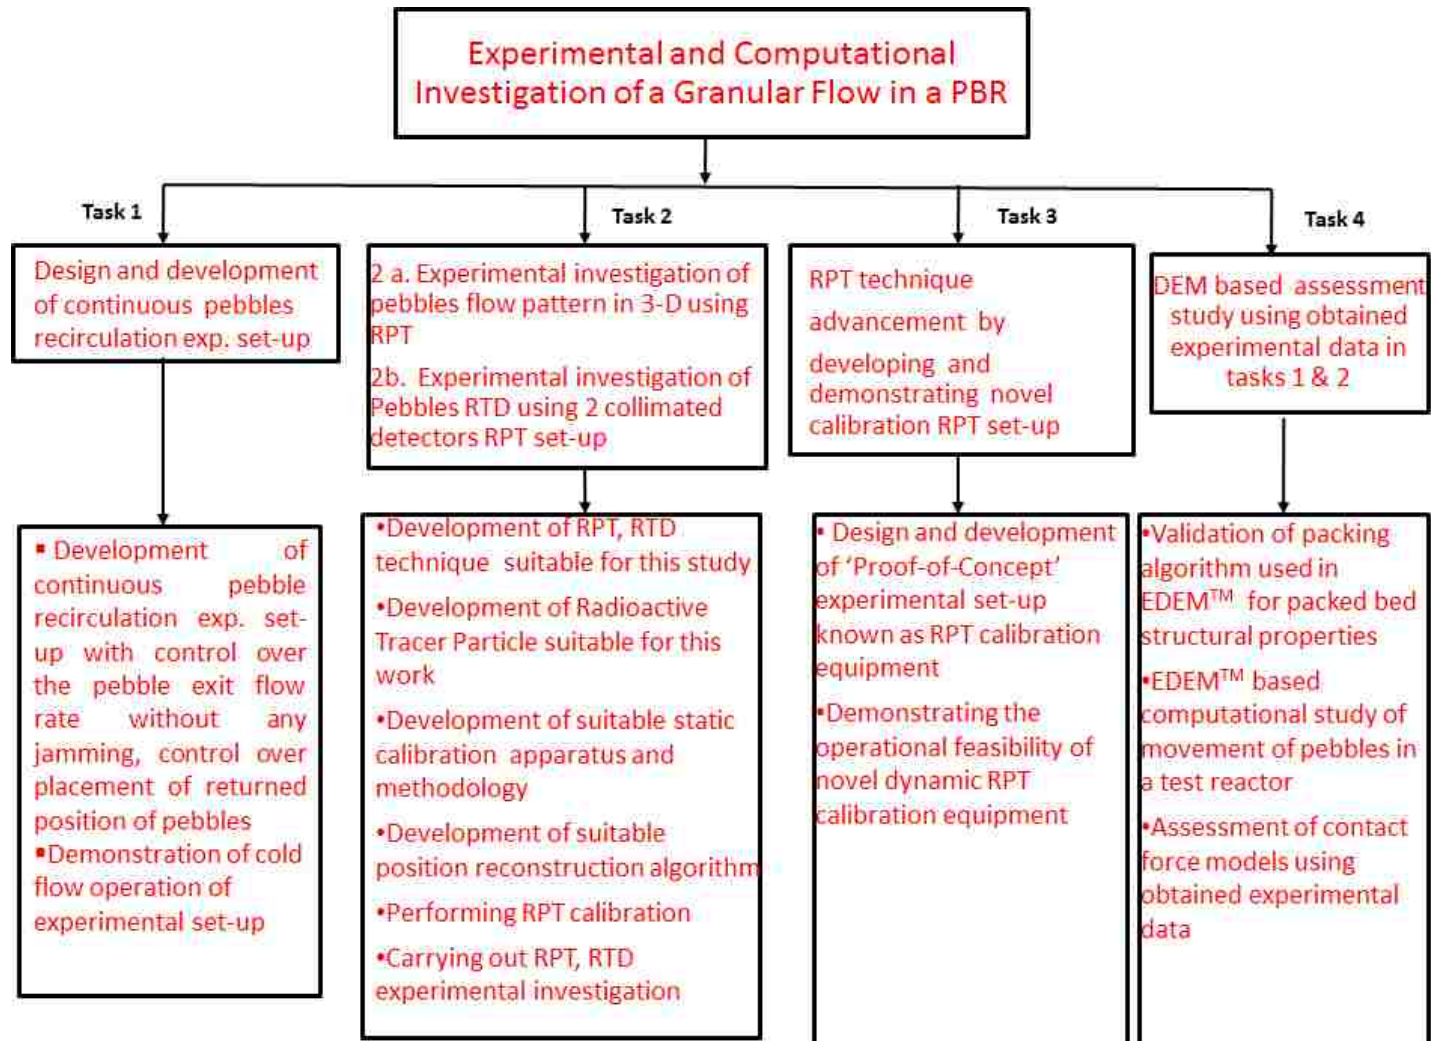 Experimental and Computational
Investigation of a Granular Flow in a PBR
Task 1
Design and development
of continuous pebbles
recirculation exp. set-up
▪Development of
continuous pebble
recirculation exp. set-
up with control over
the pebble exit flow
rate without any
jamming, control over
placement of returned
position of pebbles
▪Demonstration of cold
flow operation of
experimental set-up
Task 2
2 a. Experimental investigation of
pebbles flow pattern in 3-D using
RPT
2b. Experimental investigation of
Pebbles RTD using 2 collimated
detectors RPT set-up
•Development of RPT, RTD
technique suitable for this study
•Development of Radioactive
Tracer Particle suitable for this
work
•Development of suitable static
calibration apparatus and
methodology
•Development of suitable
position reconstruction algorithm
•Performing RPT calibration
•Carrying out RPT, RTD
experimental investigation
Task 3
RPT technique
advancement by
developing and
demonstrating novel
calibration RPT set-up
• Design and development
of ‘Proof-of-Concept’
experimental set-up
known as RPT calibration
equipment
•Demonstrating the
operational feasibility of
novel dynamic RPT
calibration equipment
Task 4
DEM based assessment
study using obtained
experimental data in
tasks 1 & 2
•Validation of packing
algorithm used in
EDEM™ for packed bed
structural properties
•EDEM™ based
computational study of
movement of pebbles in
a test reactor
•Assessment of contact
force models using
obtained experimental
data